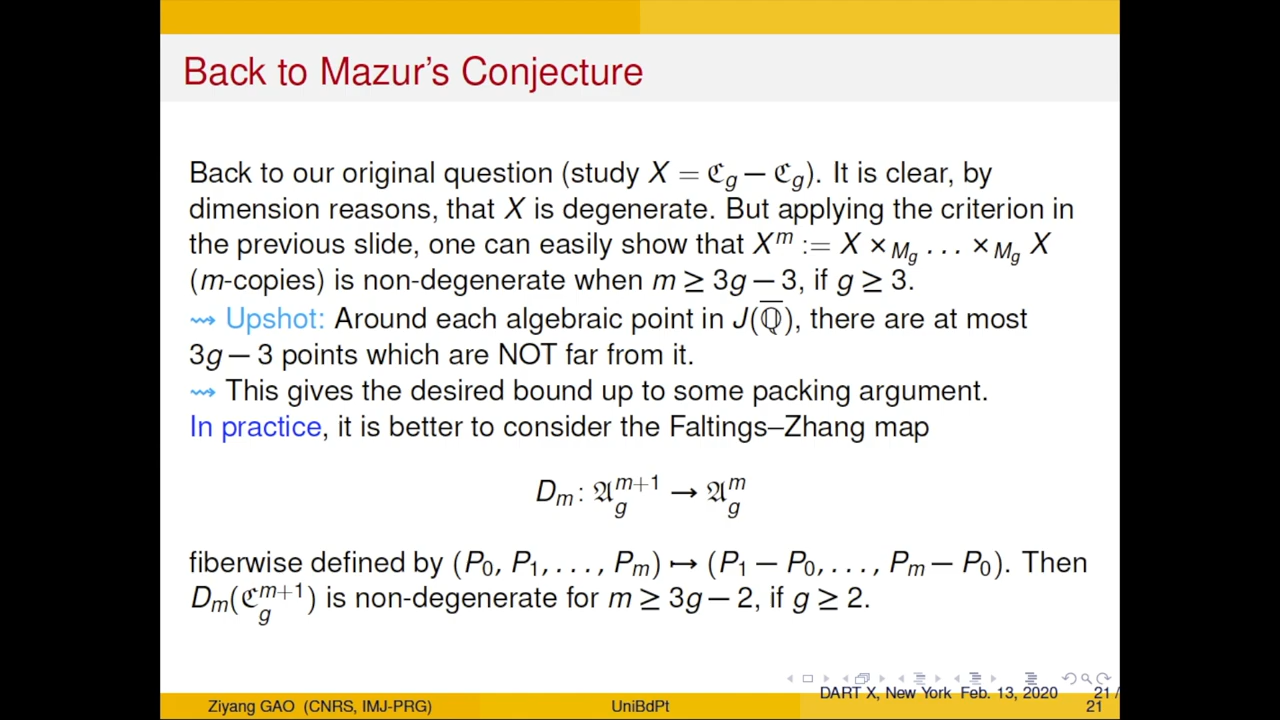 Back to Mazur's Conjecture
Back to our original question (study X = ℭ_g − ℭ_g). It is clear, by
dimension reasons, that X is degenerate. But applying the criterion in
the previous slide, one can easily show that X^m := X ×_{M_g} . . . ×_{M_g} X
(m-copies) is non-degenerate when m ≥ 3g − 3, if g ≥ 3.
⇝ Upshot: Around each algebraic point in J(ℚ̅), there are at most
3g − 3 points which are NOT far from it.
⇝ This gives the desired bound up to some packing argument.
In practice, it is better to consider the Faltings–Zhang map
D_m : 𝔄_g^{m+1} → 𝔄_g^m
fiberwise defined by (P_0, P_1, . . . , P_m) ↦ (P_1 − P_0, . . . , P_m − P_0). Then
D_m(ℭ_g^{m+1}) is non-degenerate for m ≥ 3g − 2, if g ≥ 2.
Ziyang GAO (CNRS, IMJ-PRG) UniBdPt DART X, New York Feb. 13, 2020 21 /
21